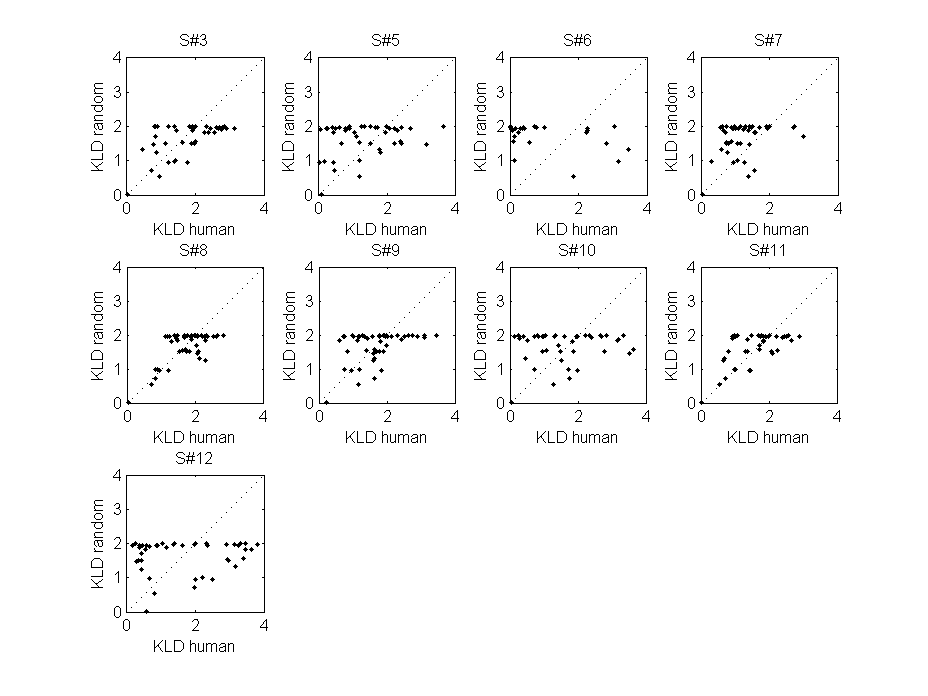 S#3 S#5 S#6 S#7
4 4 4 4
3 3 3 3
2 2 2 2
1 1 1 1
0 0 0 0
0 2 4 0 2 4 0 2 4 0 2 4
KLD random KLD random KLD random KLD random
KLD human KLD human KLD human KLD human
S#8 S#9 S#10 S#11
4 4 4 4
3 3 3 3
2 2 2 2
1 1 1 1
0 0 0 0
0 2 4 0 2 4 0 2 4 0 2 4
KLD random KLD random KLD random KLD random
KLD human KLD human KLD human KLD human
S#12
4
3
2
1
0
0 2 4
KLD random
KLD human